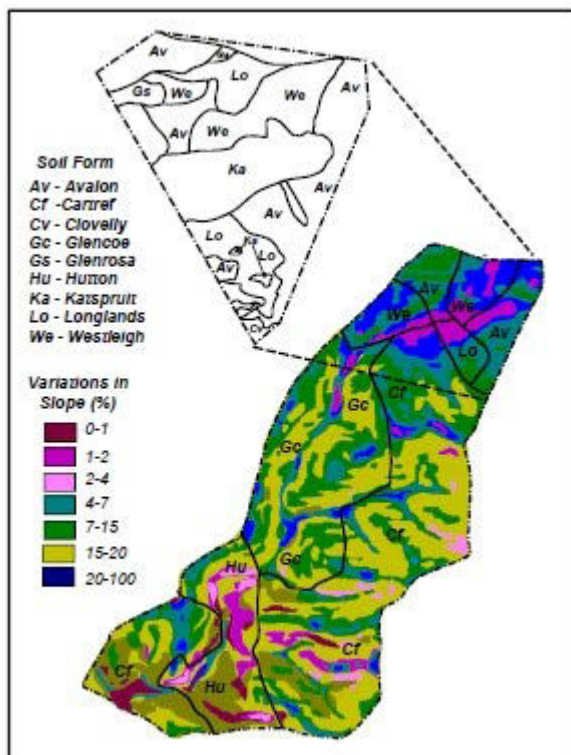 Av
Lo
Gs
We
We
Av
Av
We
Ka
Av
Av
Lo
Ka
Lo
Av
Cv
Soil Form
Av - Avalon
Cf -Cartref
Cv - Clovelly
Gc - Glencoe
Gs - Glenrosa
Hu - Hutton
Ka - Katspruit
Lo - Longlands
We - Westleigh
Variations in
Slope (%)
0-1
1-2
2-4
4-7
7-15
15-20
20-100
Av
We
We
Av
Lo
Gc
Cf
Gc
Cf
Gc
Hu
Cf
Cf
Hu